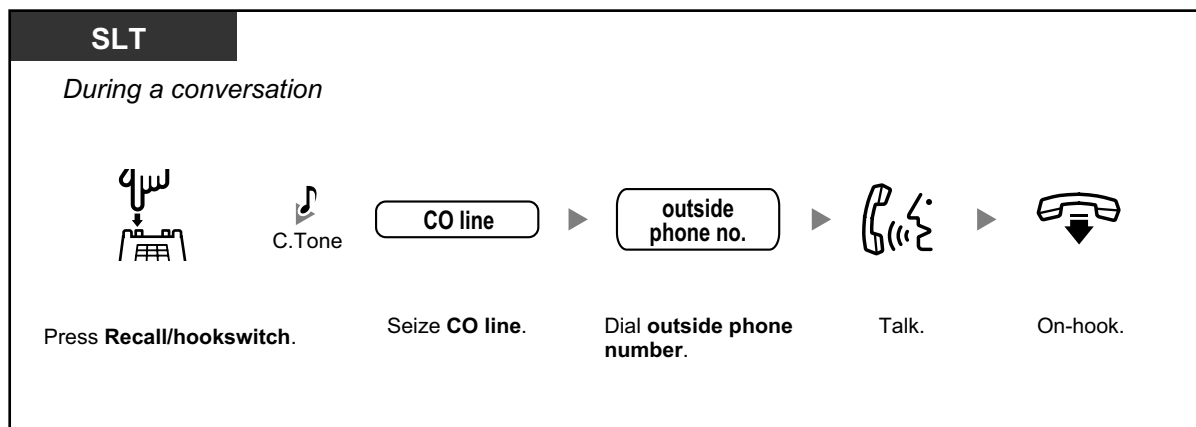 SLT
During a conversation
C.Tone
CO line
outside
phone no.
Press Recall/hookswitch.
Seize CO line.
Dial outside phone
number.
Talk.
On-hook.